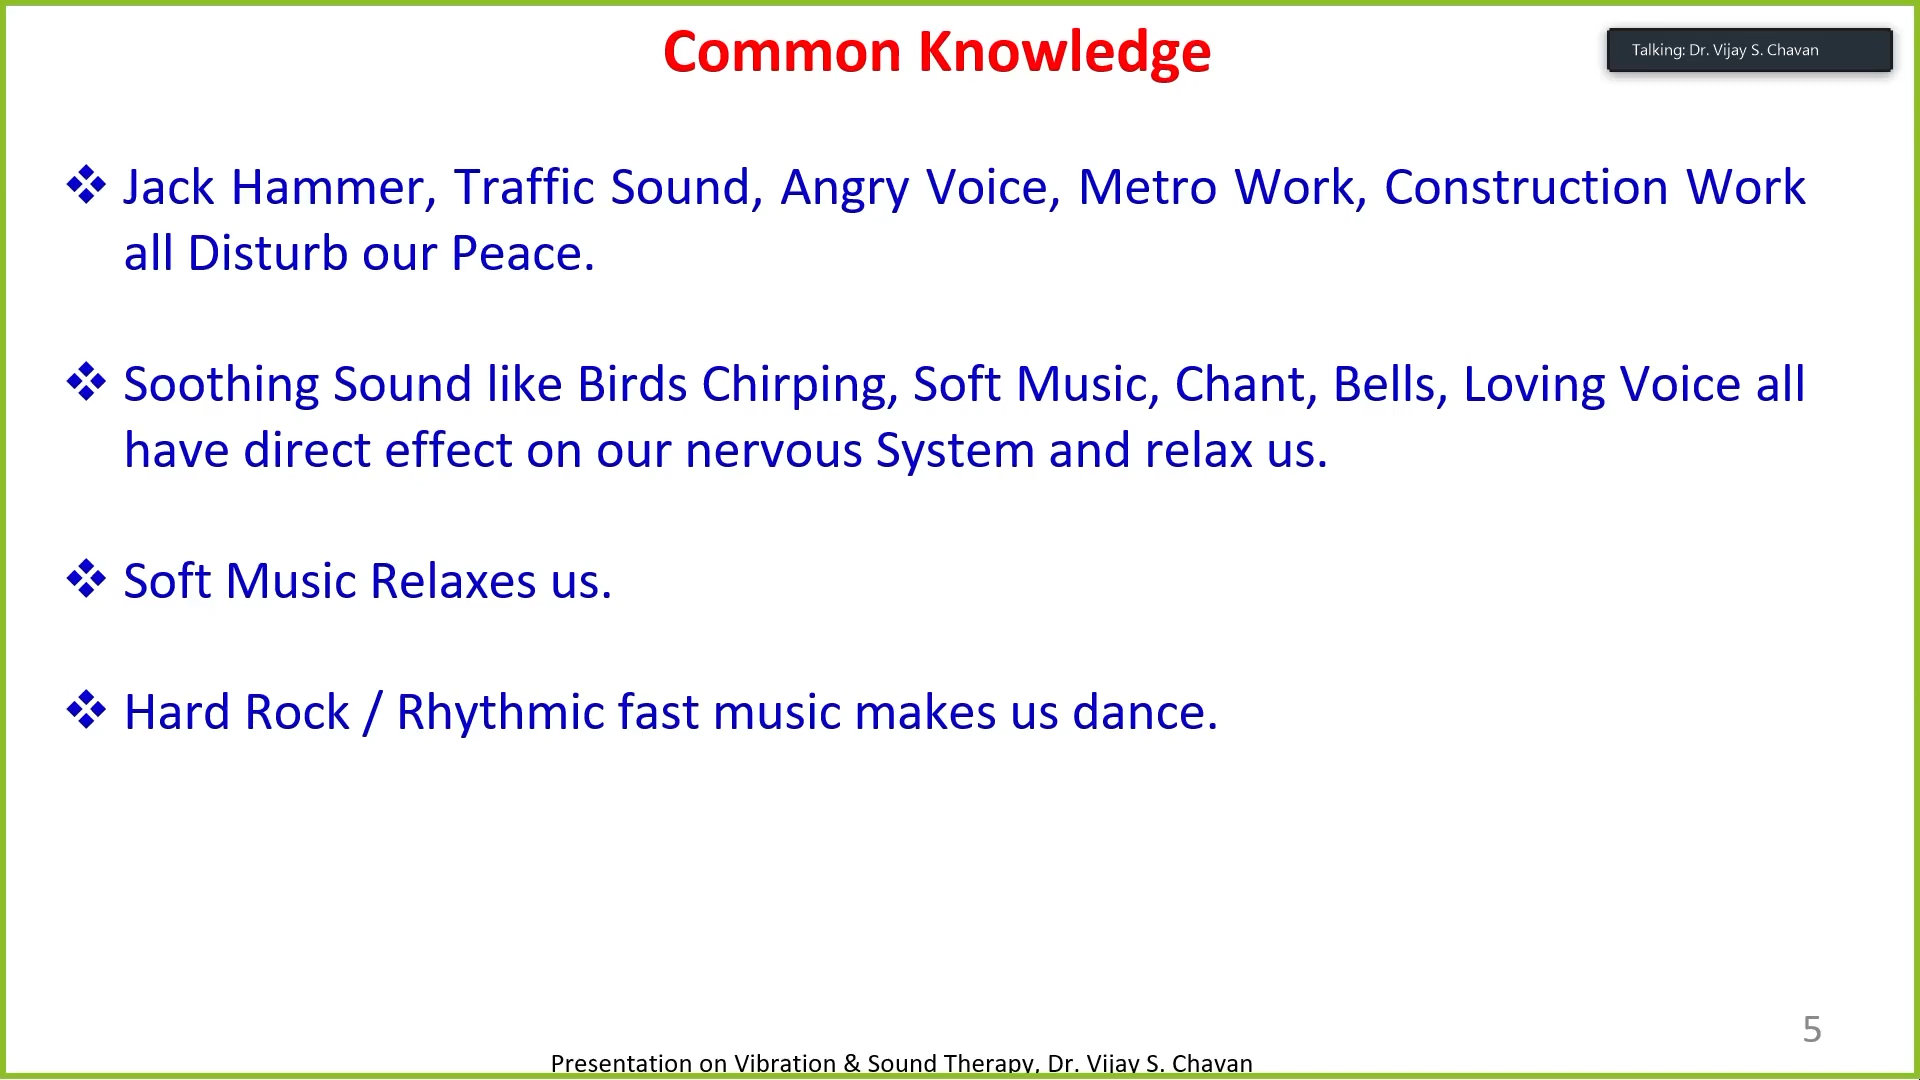 Common Knowledge
Talking: Dr. Vijay S. Chavan
❖ Jack Hammer, Traffic Sound, Angry Voice, Metro Work, Construction Work
all Disturb our Peace.
❖ Soothing Sound like Birds Chirping, Soft Music, Chant, Bells, Loving Voice all
have direct effect on our nervous System and relax us.
❖ Soft Music Relaxes us.
❖ Hard Rock / Rhythmic fast music makes us dance.
5
Presentation on Vibration & Sound Therapy, Dr. Vijay S. Chavan